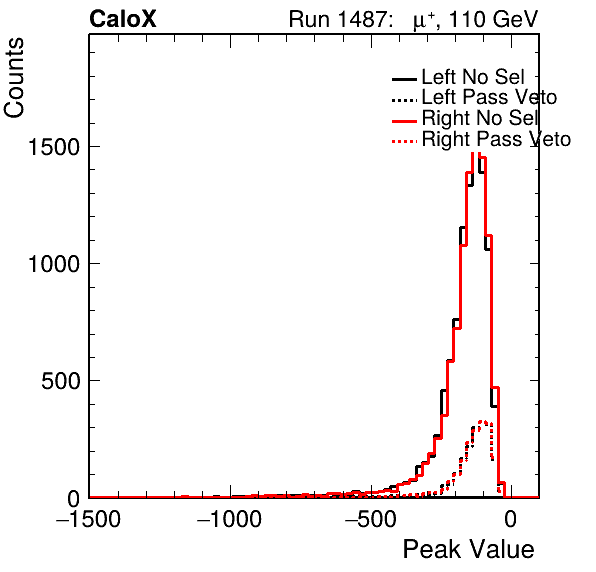 CaloX Run 1487: μ⁺, 110 GeV
Counts
Left No Sel
Left Pass Veto
Right No Sel
Right Pass Veto
1500
1000
500
0
−1500 −1000 −500 0
Peak Value